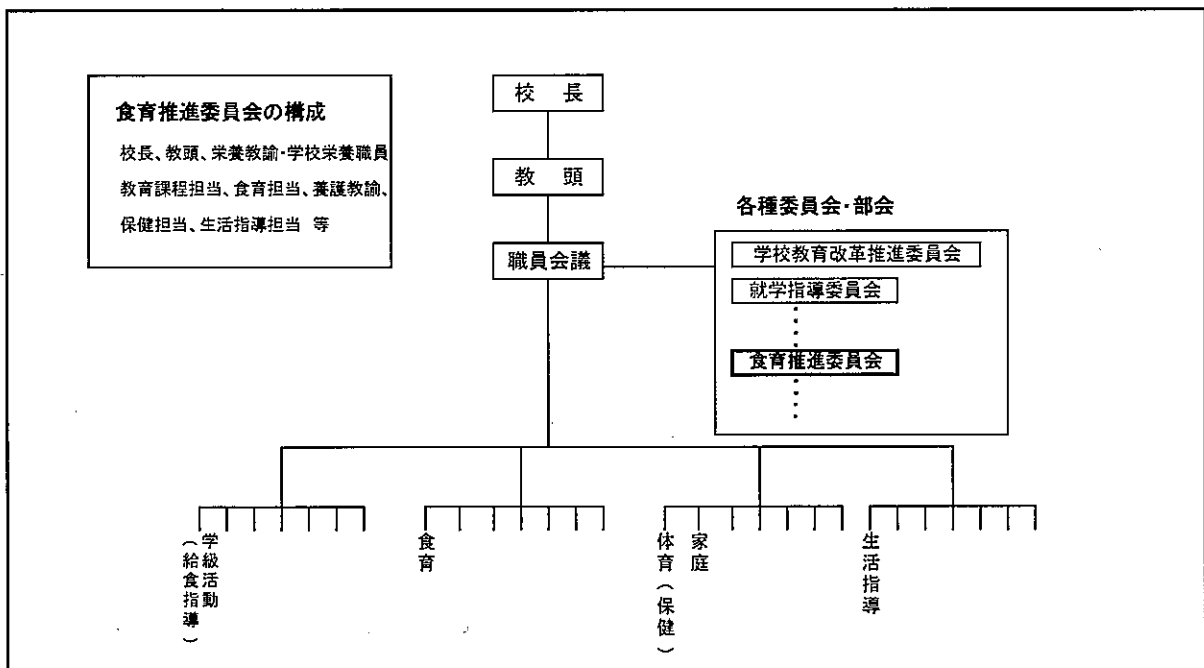 食育推進委員会の構成
校長、教頭、栄養教諭・学校栄養職員
教育課程担当、食育担当、養護教諭、
保健担当、生活指導担当 等
校 長
教 頭
職員会議
各種委員会・部会
学校教育改革推進委員会
就学指導委員会
食育推進委員会
学級活動
(給食指導)
食育
体育(保健)
家庭
生活指導